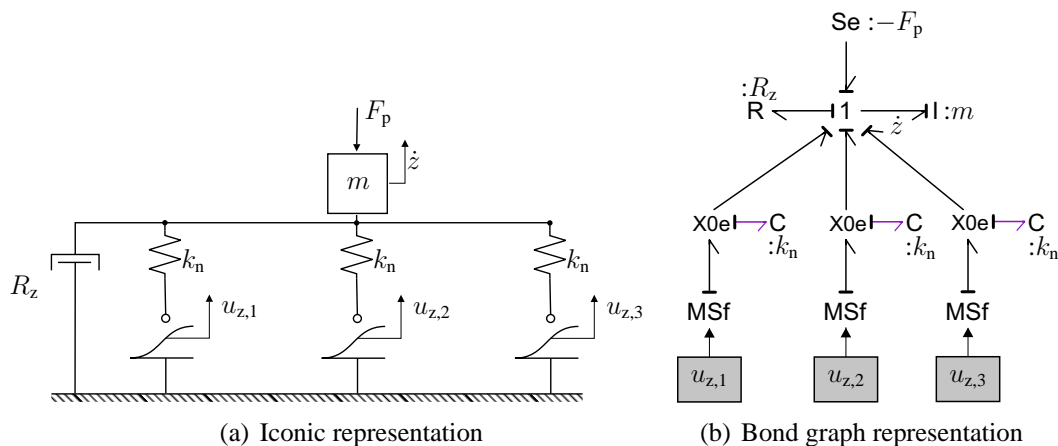 Se :−F_p
:R_z
R 1 I :m
ż
F_p
ż
m
R_z
k_n k_n k_n
u_z,1 u_z,2 u_z,3
X0e C X0e C X0e C
:k_n :k_n :k_n
MSf MSf MSf
u_z,1 u_z,2 u_z,3
(a) Iconic representation
(b) Bond graph representation